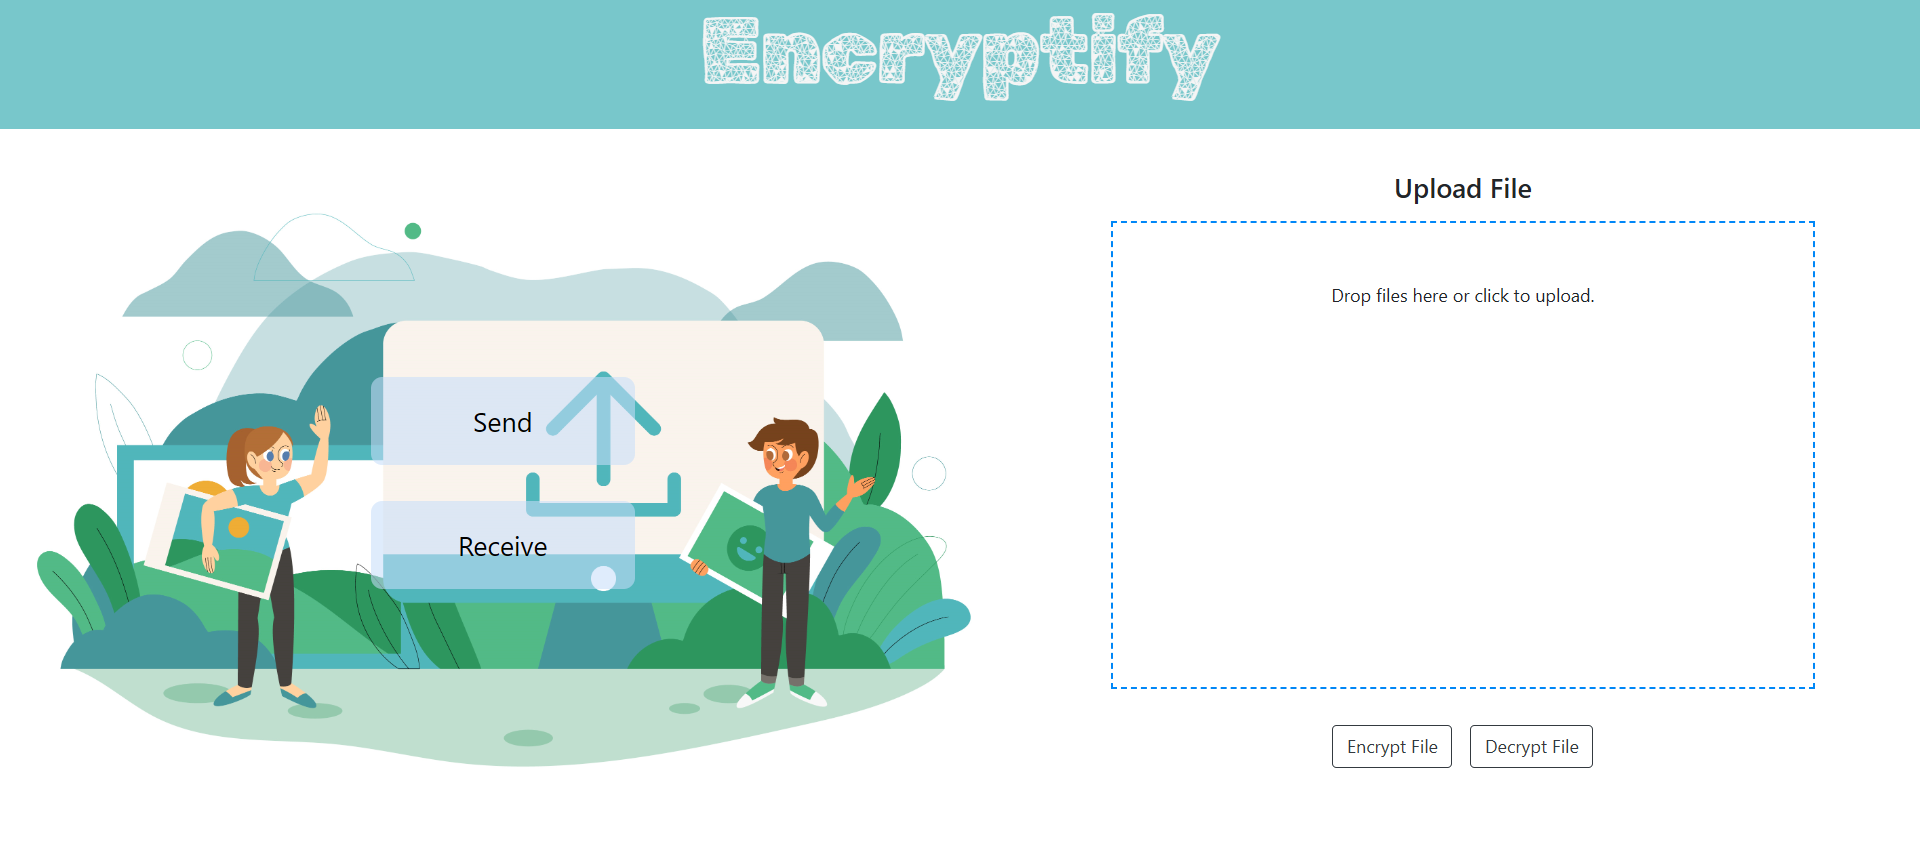 Encryptify
Send
Receive
Upload File
Drop files here or click to upload.
Encrypt File
Decrypt File